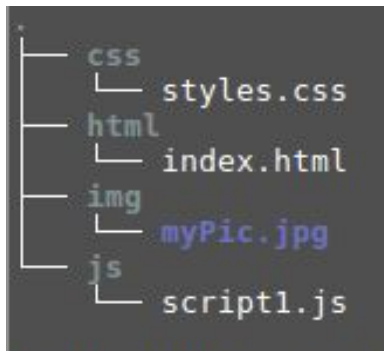 .
css
styles.css
html
index.html
img
myPic.jpg
js
script1.js